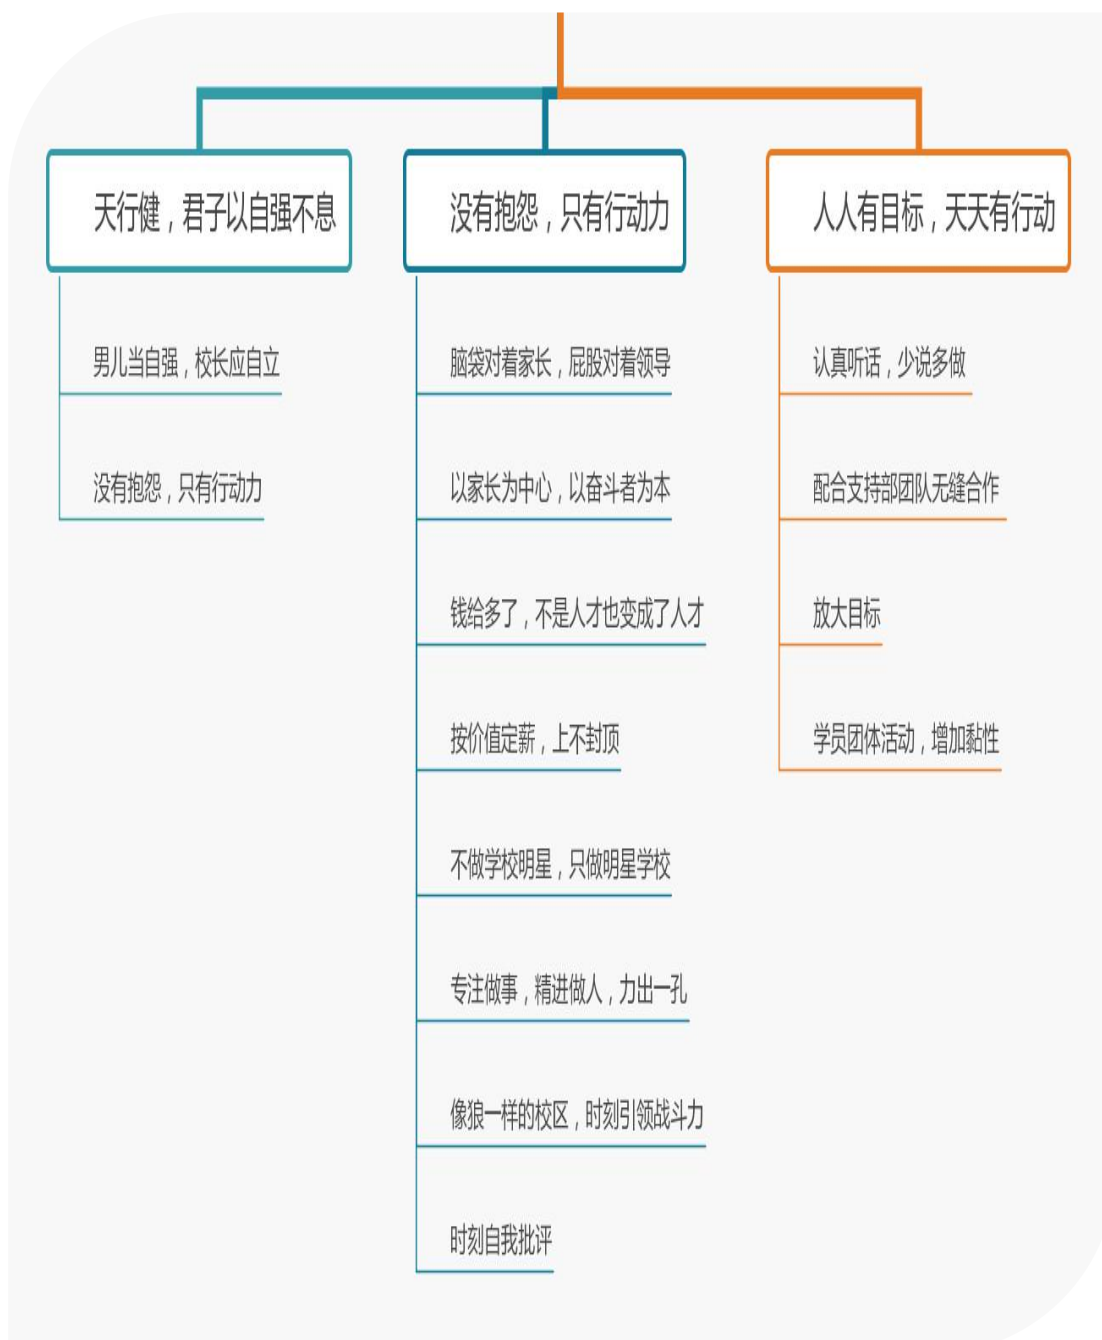 天行健，君子以自强不息
男儿当自强，校长应自立
没有抱怨，只有行动力
没有抱怨，只有行动力
脑袋对着家长，屁股对着领导
以家长为中心，以奋斗者为本
钱给多了，不是人才也变成了人才
按价值定薪，上不封顶
不做学校明星，只做明星学校
专注做事，精进做人，力出一孔
像狼一样的校区，时刻引领战斗力
时刻自我批评
人人有目标，天天有行动
认真听话，少说多做
配合支持部团队无缝合作
放大目标
学员团体活动，增加黏性